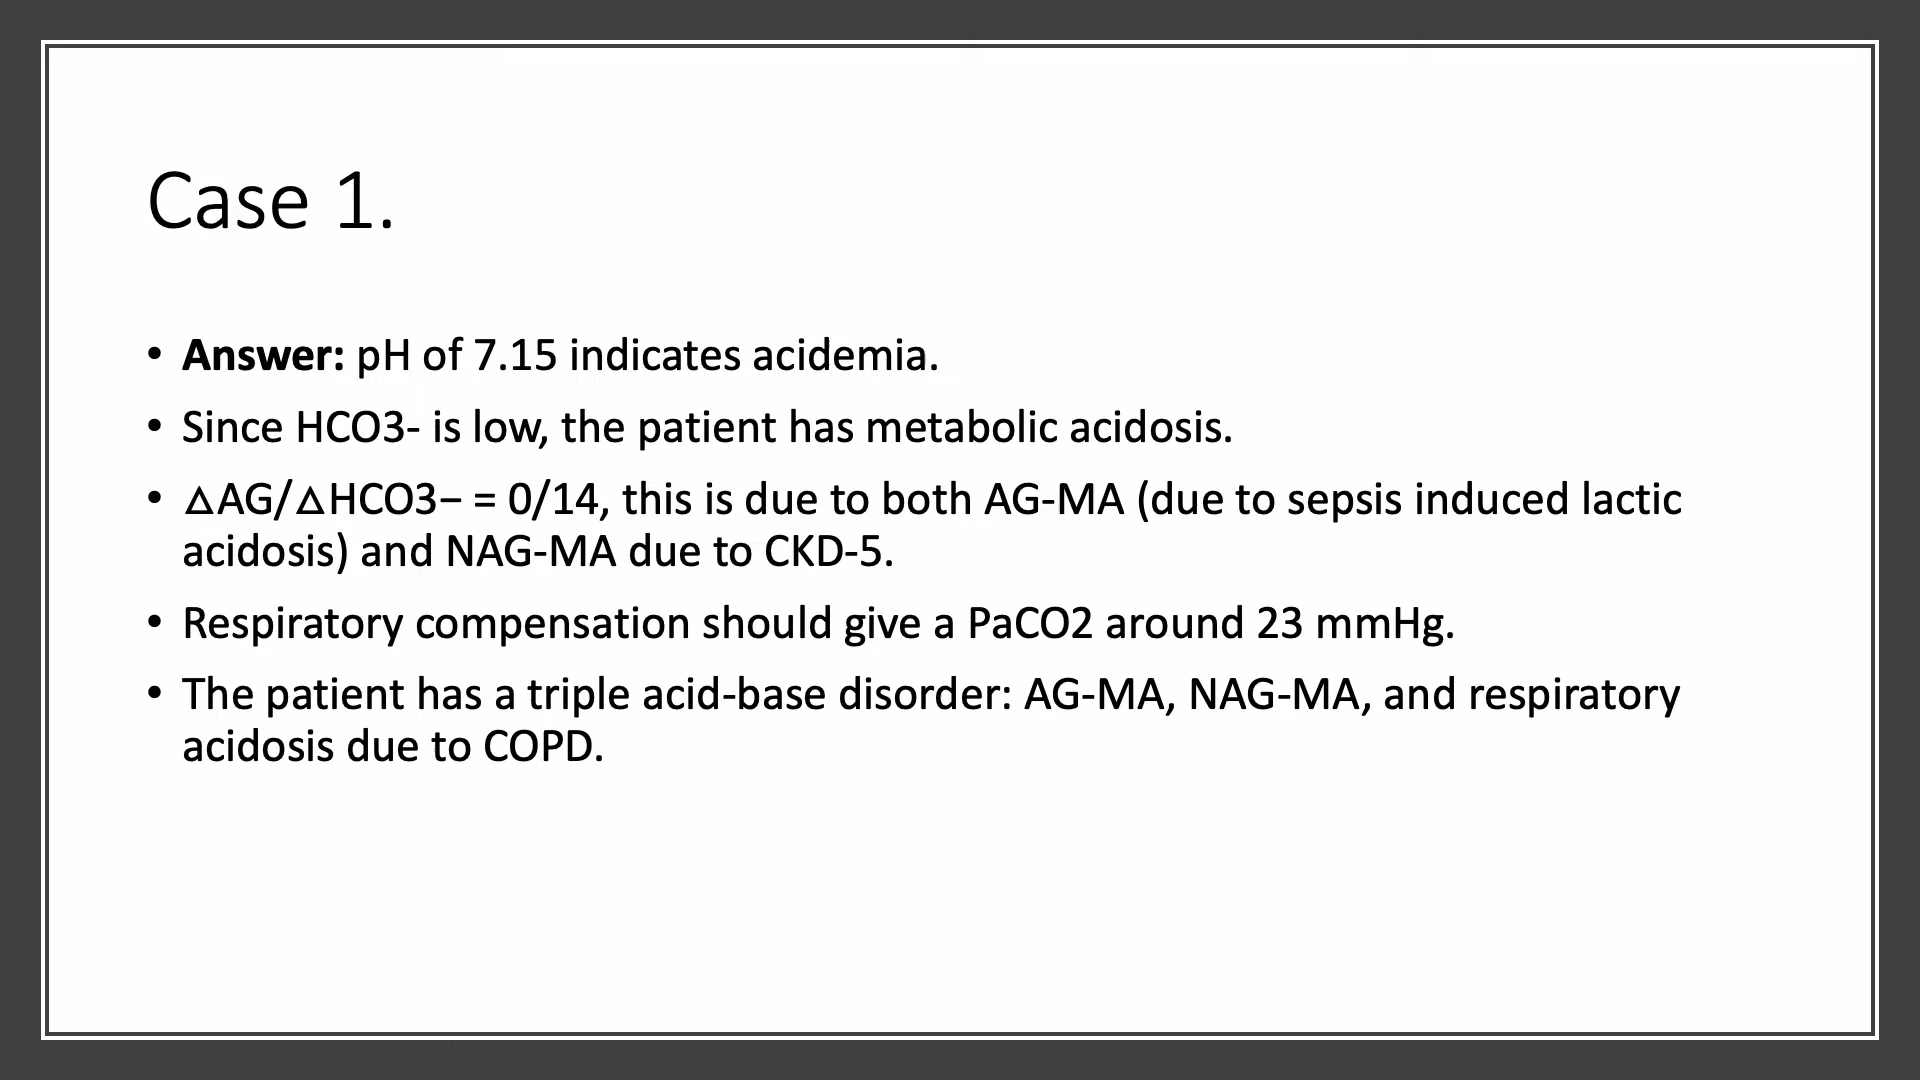 Case 1.
• Answer: pH of 7.15 indicates acidemia.
• Since HCO3- is low, the patient has metabolic acidosis.
• △AG/△HCO3− = 0/14, this is due to both AG-MA (due to sepsis induced lactic
acidosis) and NAG-MA due to CKD-5.
• Respiratory compensation should give a PaCO2 around 23 mmHg.
• The patient has a triple acid-base disorder: AG-MA, NAG-MA, and respiratory
acidosis due to COPD.